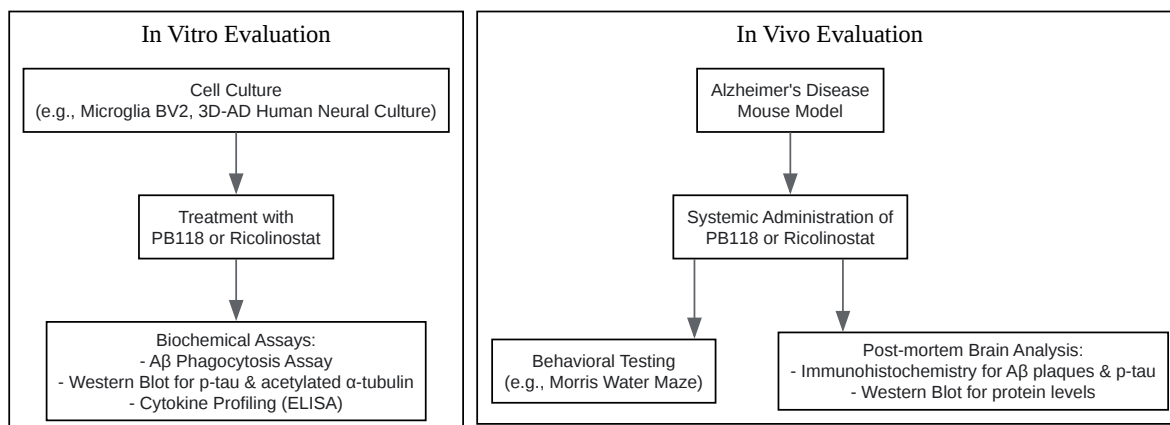 In Vitro Evaluation
Cell Culture
(e.g., Microglia BV2, 3D-AD Human Neural Culture)
Treatment with
PB118 or Ricolinostat
Biochemical Assays:
- Aβ Phagocytosis Assay
- Western Blot for p-tau & acetylated α-tubulin
- Cytokine Profiling (ELISA)
In Vivo Evaluation
Alzheimer's Disease
Mouse Model
Systemic Administration of
PB118 or Ricolinostat
Behavioral Testing
(e.g., Morris Water Maze)
Post-mortem Brain Analysis:
- Immunohistochemistry for Aβ plaques & p-tau
- Western Blot for protein levels